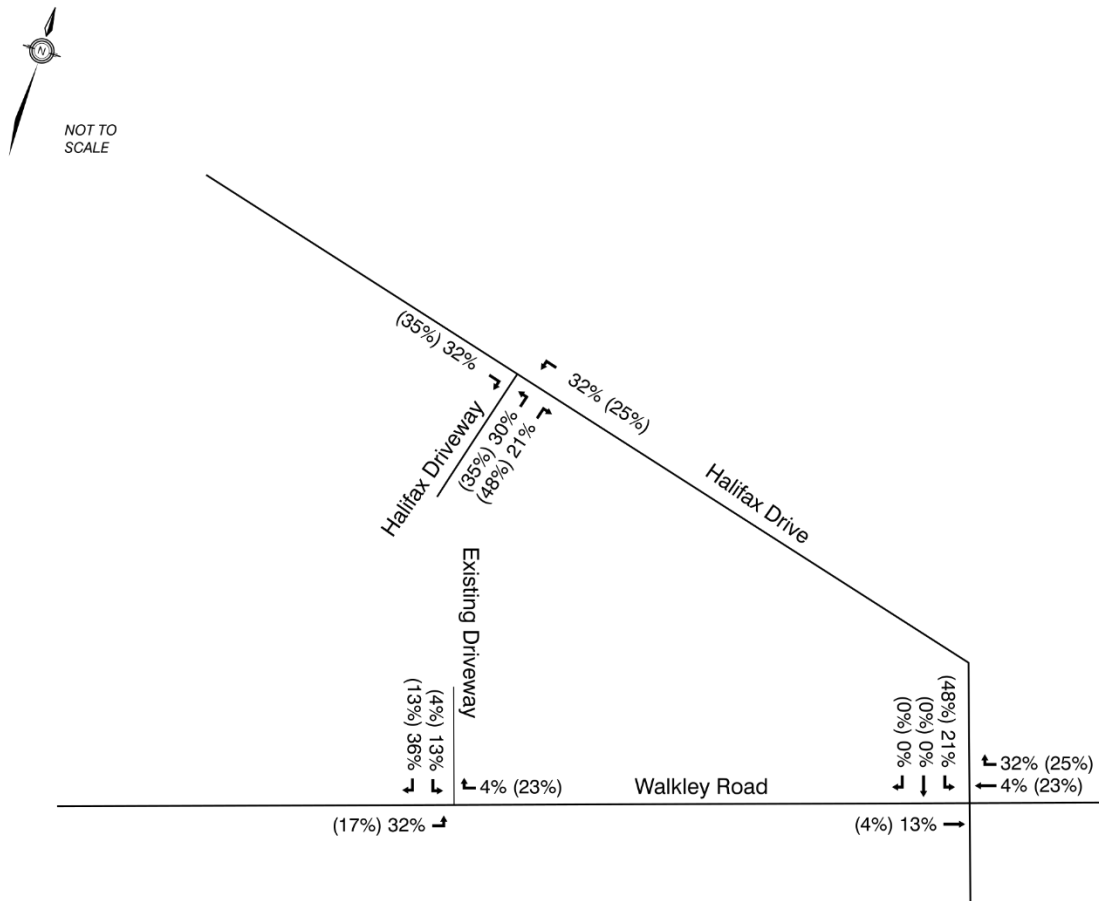 N
NOT TO
SCALE
(35%) 32%
32% (25%)
(35%) 30%
(48%) 21%
Halifax Driveway
Halifax Drive
Existing Driveway
(13%) 36%
(4%) 13%
4% (23%)
Walkley Road
(0%) 0%
(0%) 0%
(48%) 21%
32% (25%)
4% (23%)
(17%) 32%
(4%) 13%